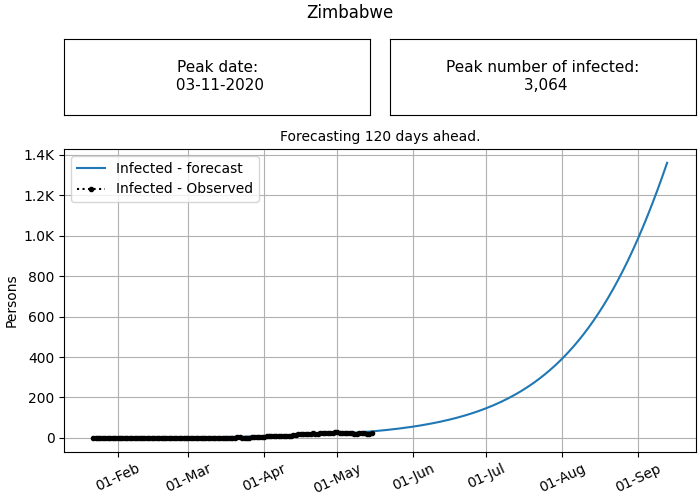 Zimbabwe
Peak date:
03-11-2020
Peak number of infected:
3,064
Forecasting 120 days ahead.
Infected - forecast
Infected - Observed
Persons
1.4K
1.2K
1.0K
800
600
400
200
0
01-Feb
01-Mar
01-Apr
01-May
01-Jun
01-Jul
01-Aug
01-Sep